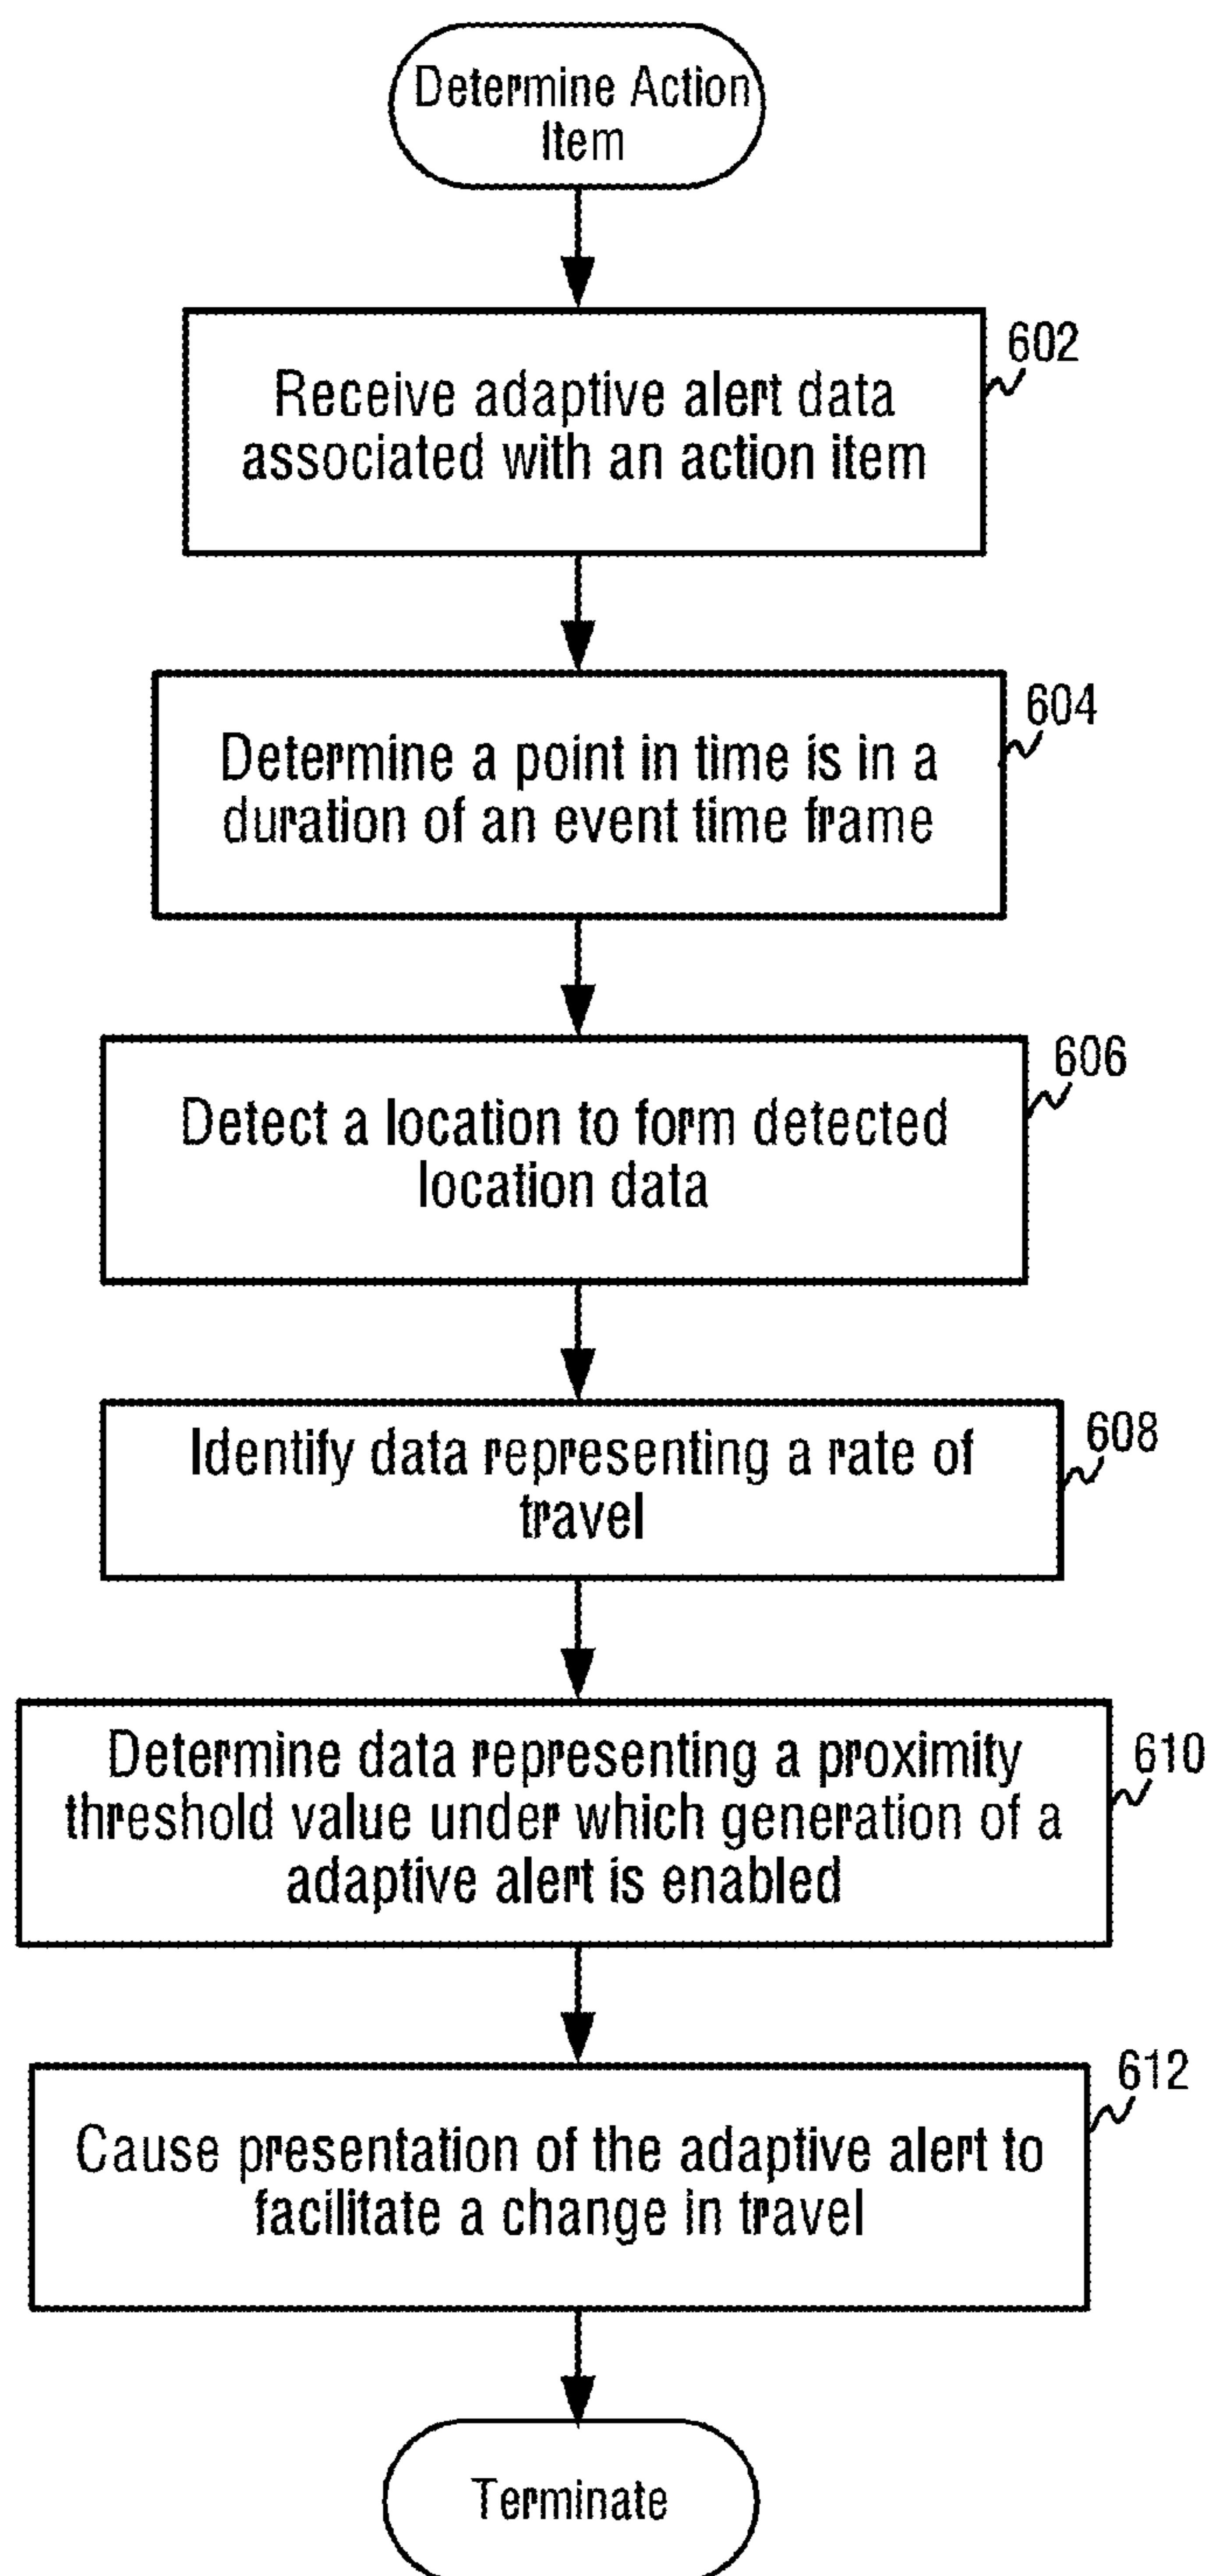 Determine Action
Item
602
Receive adaptive alert data
associated with an action item
604
Determine a point in time is in a
duration of an event time frame
606
Detect a location to form detected
location data
608
Identify data representing a rate of
travel
610
Determine data representing a proximity
threshold value under which generation of a
adaptive alert is enabled
612
Cause presentation of the adaptive alert to
facilitate a change in travel
Terminate